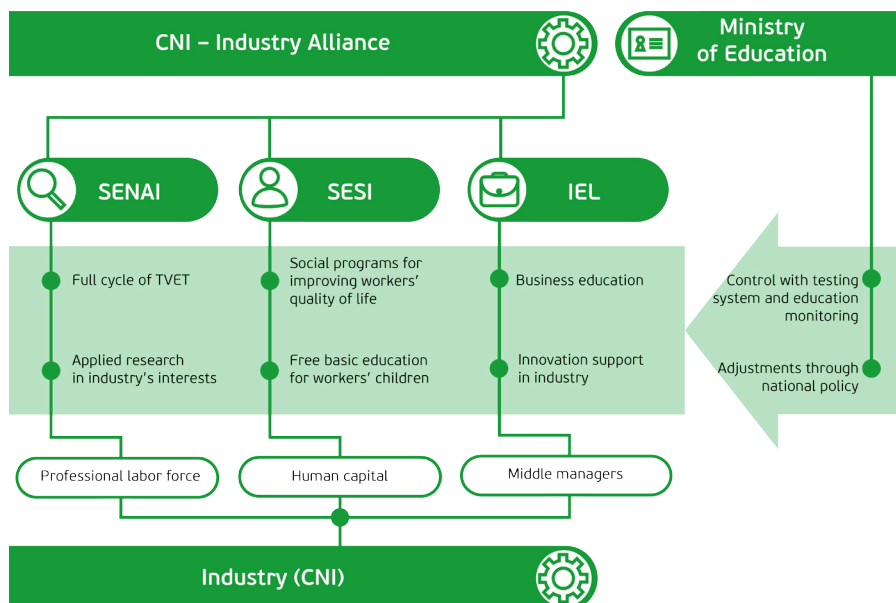 CNI – Industry Alliance
Ministry
of Education
SENAI
SESI
IEL
Full cycle of TVET
Applied research
in industry's interests
Social programs for
improving workers'
quality of life
Free basic education
for workers' children
Business education
Innovation support
in industry
Control with testing
system and education
monitoring
Adjustments through
national policy
Professional labor force
Human capital
Middle managers
Industry (CNI)